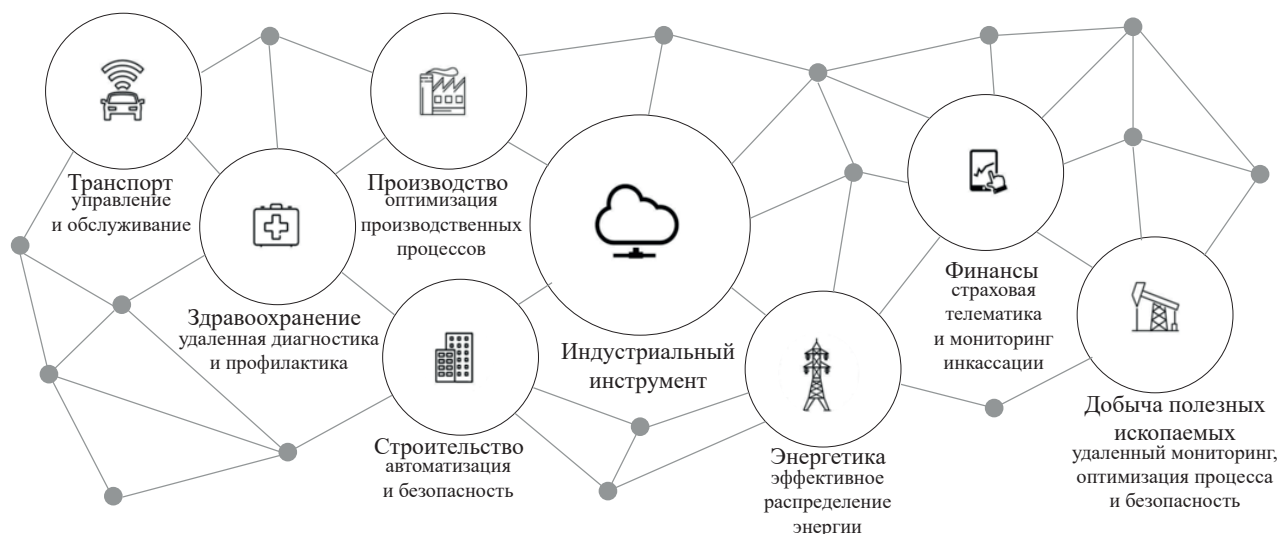 Транспорт
управление
и обслуживание
Производство
оптимизация
производственных
процессов
Здравоохранение
удаленная диагностика
и профилактика
Индустриальный
инструмент
Финансы
страховая
телематика
и мониторинг
инкассации
Строительство
автоматизация
и безопасность
Энергетика
эффективное
распределение
энергии
Добыча полезных
ископаемых
удаленный мониторинг,
оптимизация процесса
и безопасность